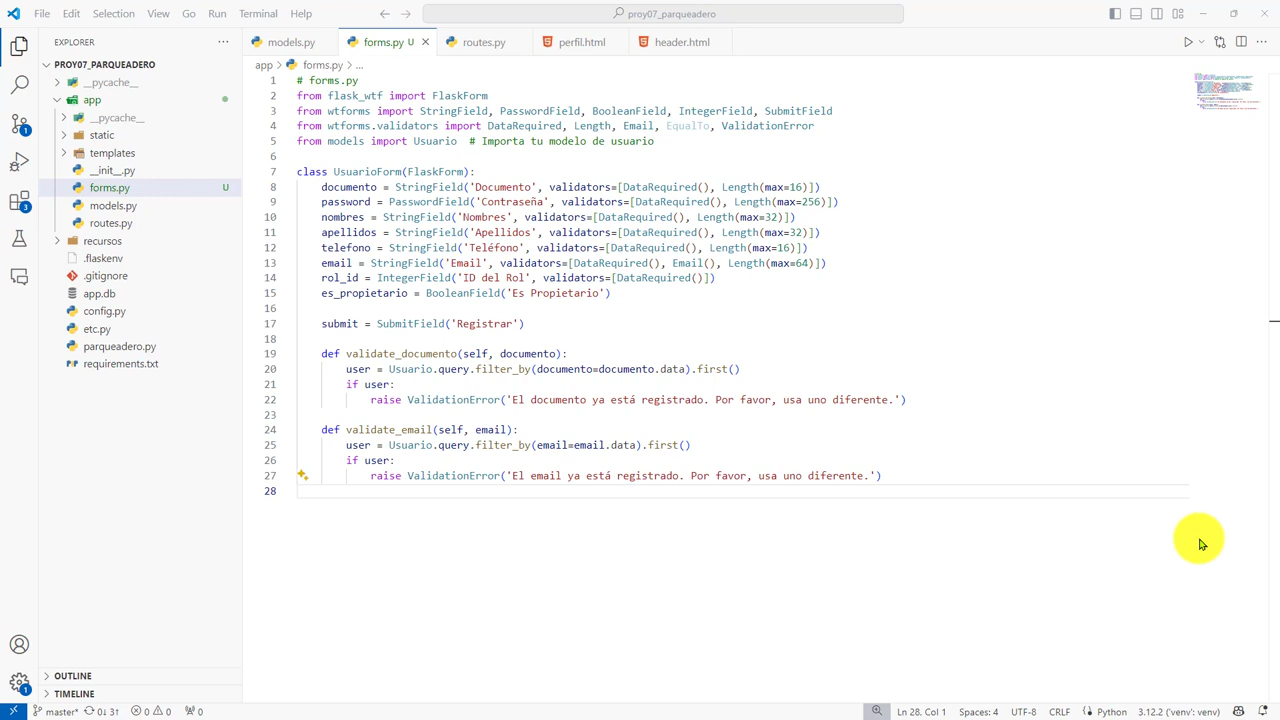 File Edit Selection View Go Run Terminal Help
proy07_parqueadero
EXPLORER
models.py
forms.py U
routes.py
perfil.html
header.html
PROY07_PARQUEADERO
__pycache__
app
__pycache__
static
templates
__init__.py
forms.py U
models.py
routes.py
recursos
.flaskenv
.gitignore
app.db
config.py
etc.py
parqueadero.py
requirements.txt
OUTLINE
TIMELINE
1
3
1
app > forms.py > ...
1 # forms.py
2 from flask_wtf import FlaskForm
3 from wtforms import StringField, PasswordField, BooleanField, IntegerField, SubmitField
4 from wtforms.validators import DataRequired, Length, Email, EqualTo, ValidationError
5 from models import Usuario  # Importa tu modelo de usuario
6
7 class UsuarioForm(FlaskForm):
8     documento = StringField('Documento', validators=[DataRequired(), Length(max=16)])
9     password = PasswordField('Contraseña', validators=[DataRequired(), Length(max=256)])
10     nombres = StringField('Nombres', validators=[DataRequired(), Length(max=32)])
11     apellidos = StringField('Apellidos', validators=[DataRequired(), Length(max=32)])
12     telefono = StringField('Teléfono', validators=[DataRequired(), Length(max=16)])
13     email = StringField('Email', validators=[DataRequired(), Email(), Length(max=64)])
14     rol_id = IntegerField('ID del Rol', validators=[DataRequired()])
15     es_propietario = BooleanField('Es Propietario')
16
17     submit = SubmitField('Registrar')
18
19     def validate_documento(self, documento):
20         user = Usuario.query.filter_by(documento=documento.data).first()
21         if user:
22             raise ValidationError('El documento ya está registrado. Por favor, usa uno diferente.')
23
24     def validate_email(self, email):
25         user = Usuario.query.filter_by(email=email.data).first()
26         if user:
27             raise ValidationError('El email ya está registrado. Por favor, usa uno diferente.')
28
master* 0↓ 3↑ 0 0 0 Ln 28, Col 1 Spaces: 4 UTF-8 CRLF Python 3.12.2 ('venv': venv)